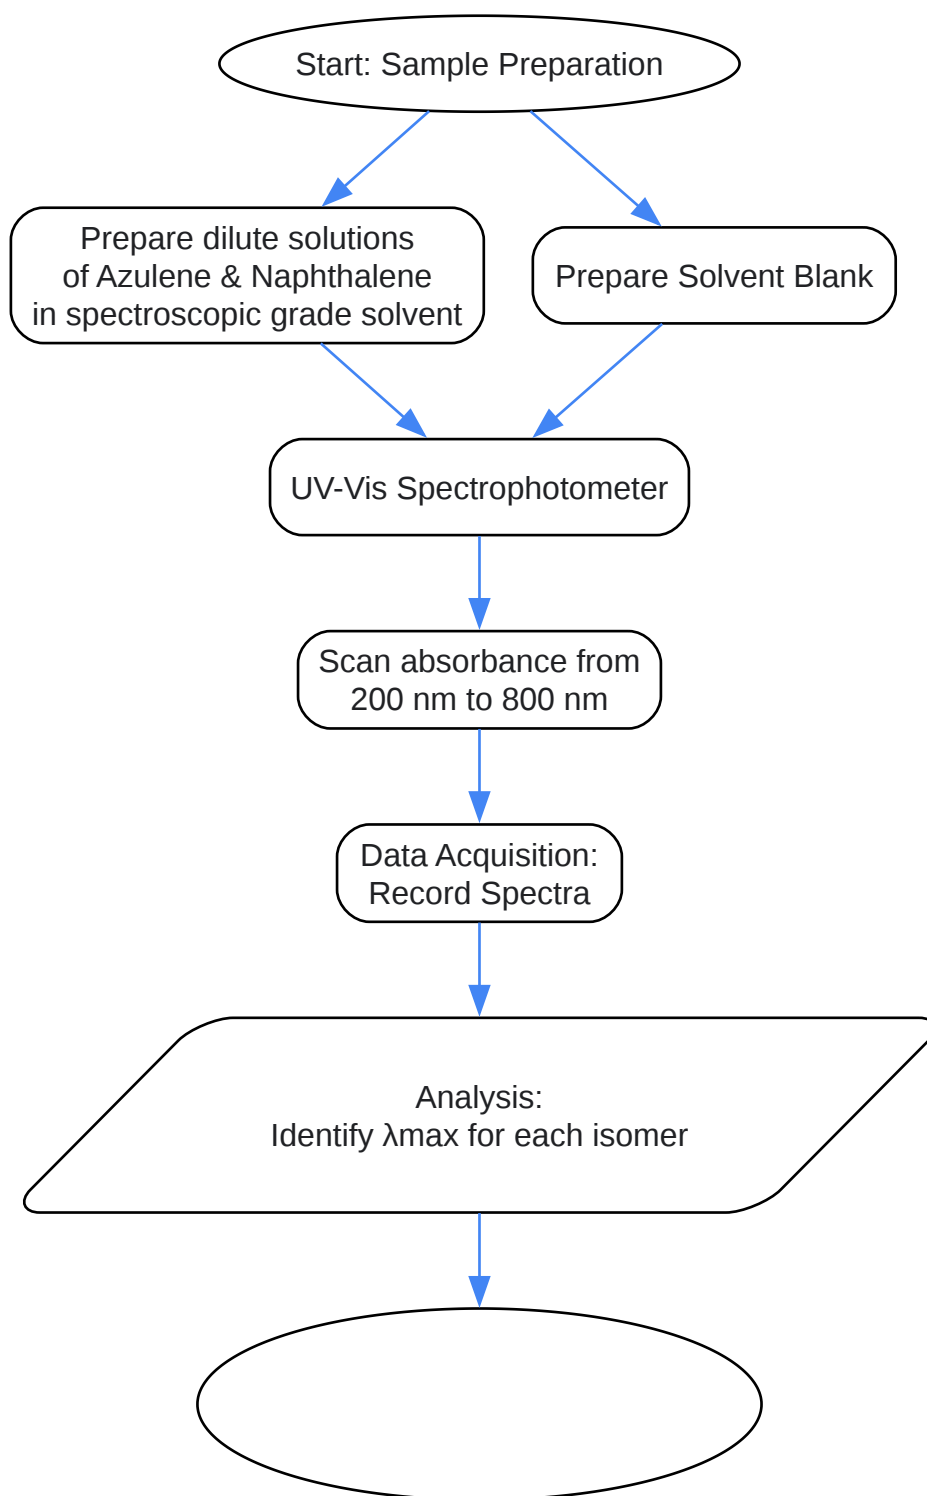 Start: Sample Preparation
Prepare dilute solutions
of Azulene & Naphthalene
in spectroscopic grade solvent
Prepare Solvent Blank
UV-Vis Spectrophotometer
Scan absorbance from
200 nm to 800 nm
Data Acquisition:
Record Spectra
Analysis:
Identify λmax for each isomer